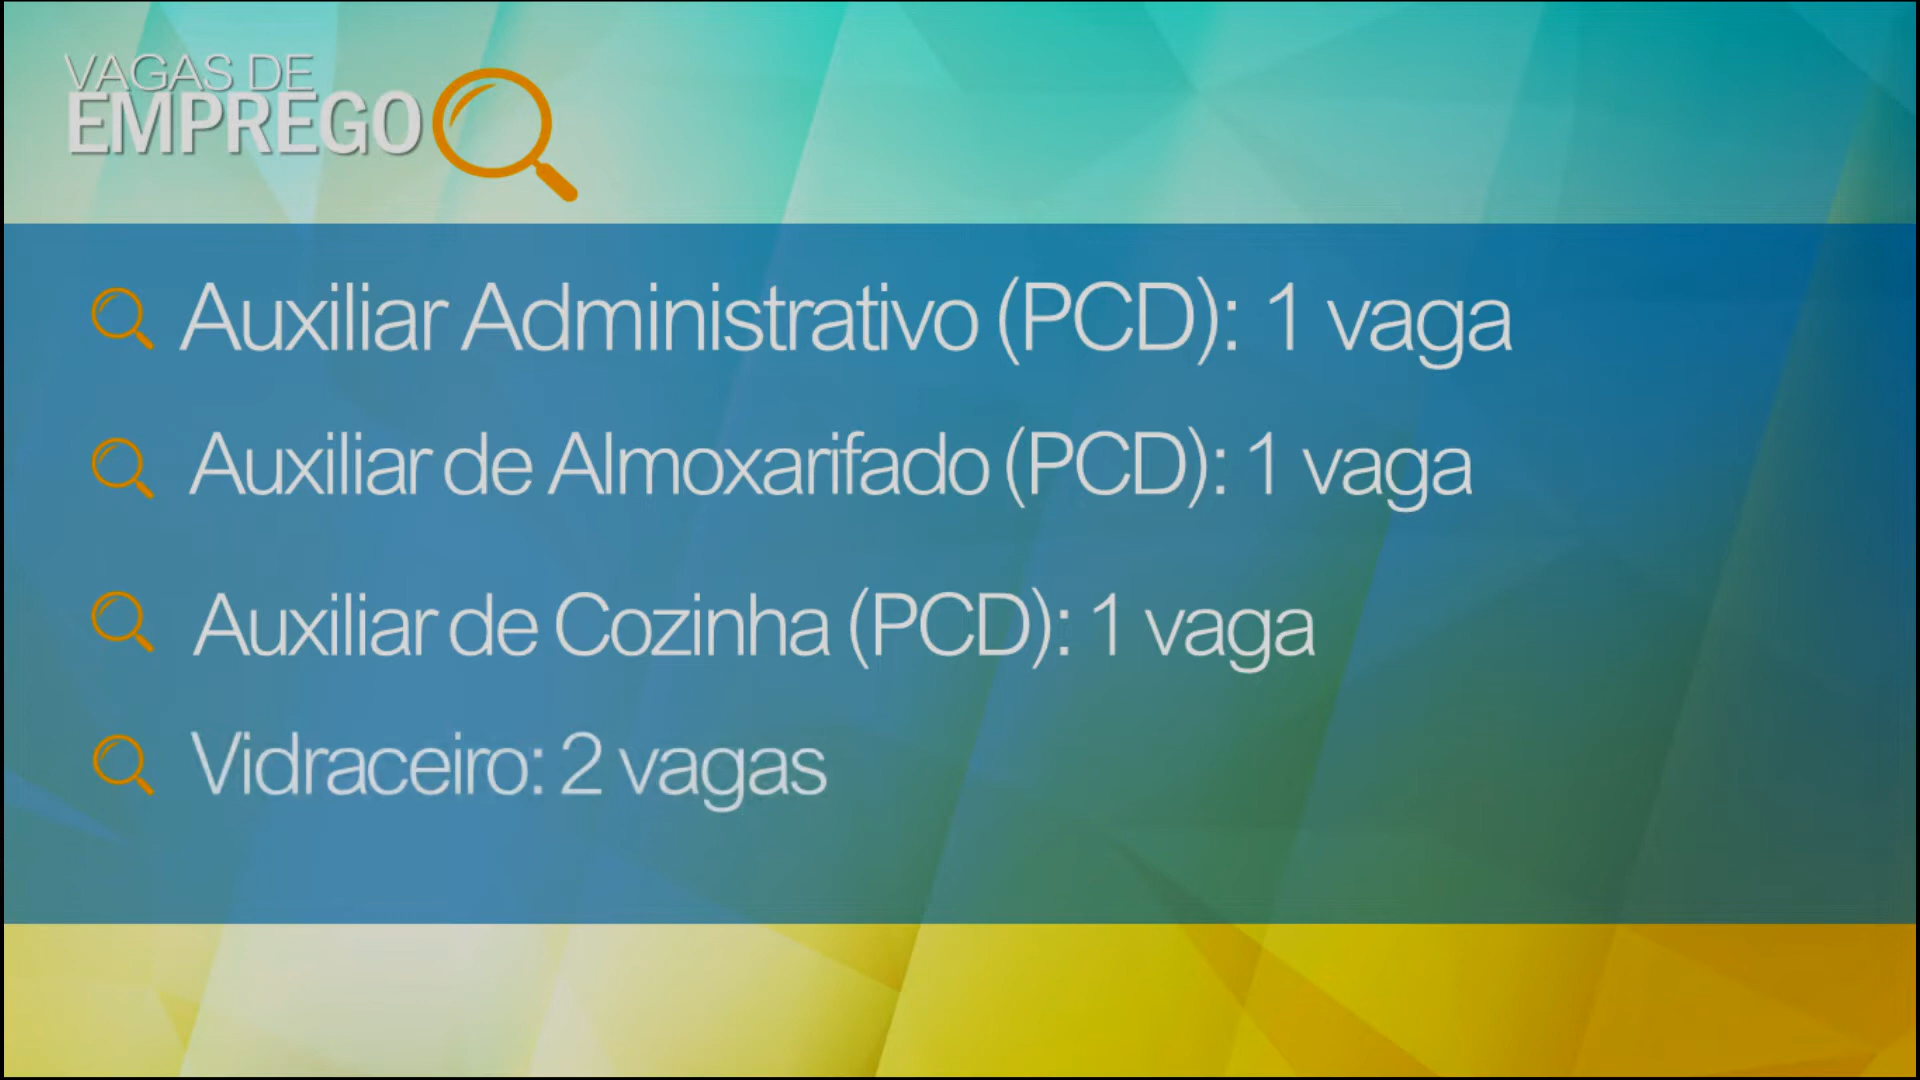 VAGAS DE
EMPREGO
Auxiliar Administrativo (PCD): 1 vaga
Auxiliar de Almoxarifado (PCD): 1 vaga
Auxiliar de Cozinha (PCD): 1 vaga
Vidraceiro: 2 vagas